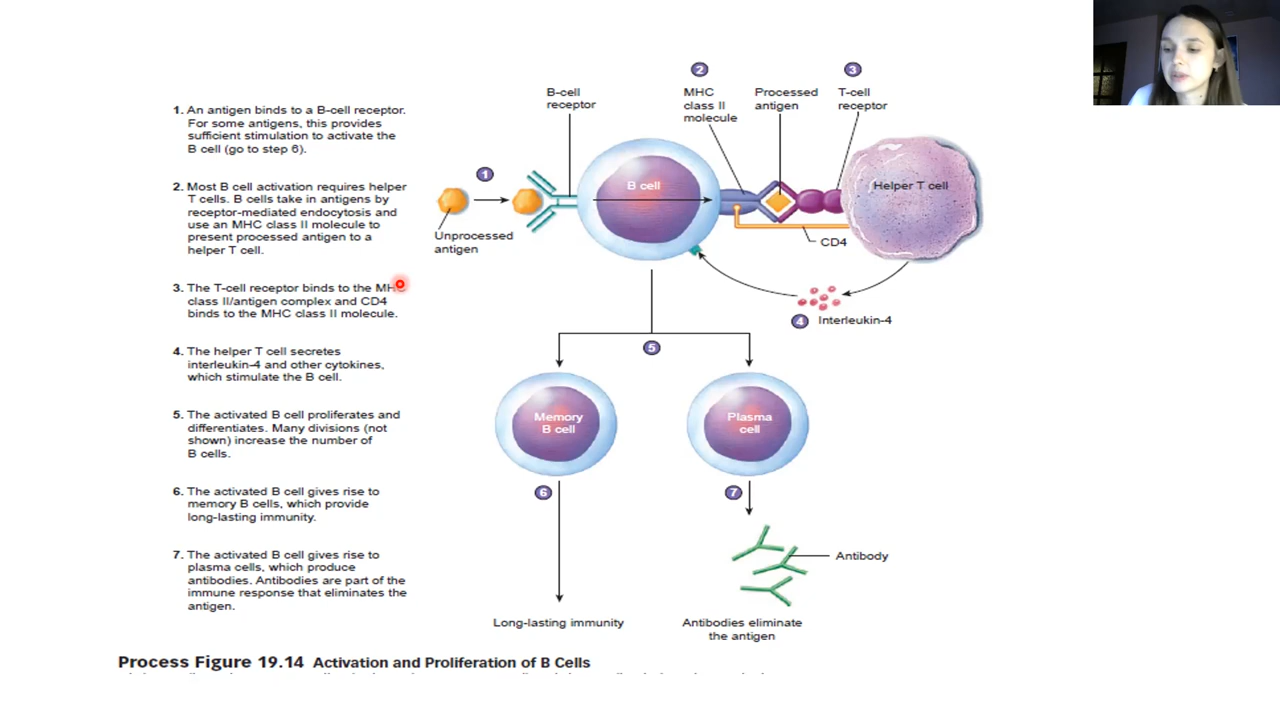 1. An antigen binds to a B-cell receptor.
For some antigens, this provides
sufficient stimulation to activate the
B cell (go to step 6).
2. Most B cell activation requires helper
T cells. B cells take in antigens by
receptor-mediated endocytosis and
use an MHC class II molecule to
present processed antigen to a
helper T cell.
3. The T-cell receptor binds to the MHC
class II/antigen complex and CD4
binds to the MHC class II molecule.
4. The helper T cell secretes
interleukin-4 and other cytokines,
which stimulate the B cell.
5. The activated B cell proliferates and
differentiates. Many divisions (not
shown) increase the number of
B cells.
6. The activated B cell gives rise to
memory B cells, which provide
long-lasting immunity.
7. The activated B cell gives rise to
plasma cells, which produce
antibodies. Antibodies are part of the
immune response that eliminates the
antigen.
B-cell
receptor
2
MHC
class II
molecule
Processed
antigen
3
T-cell
receptor
1
B cell
Helper T cell
Unprocessed
antigen
CD4
4
Interleukin-4
5
Memory
B cell
Plasma
cell
6
7
Antibody
Long-lasting immunity
Antibodies eliminate
the antigen
Process Figure 19.14 Activation and Proliferation of B Cells